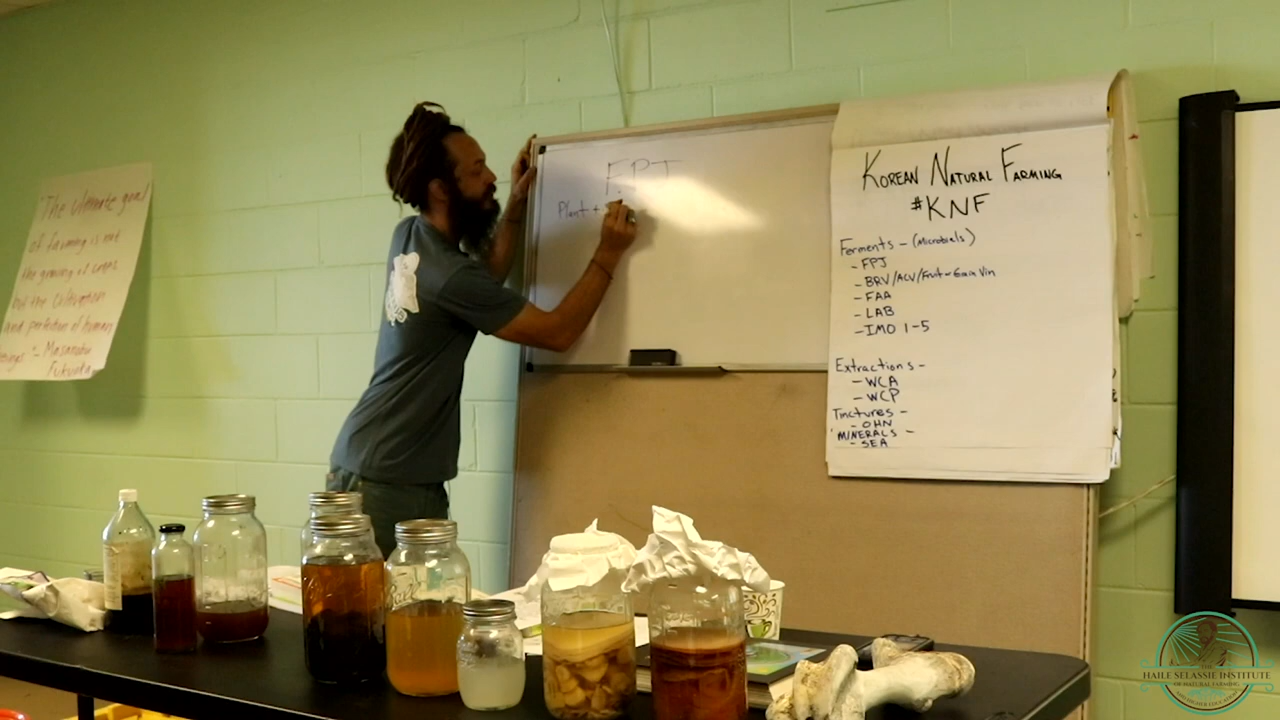 "The ultimate goal
of farming is not
the growing of crops
but the cultivation
and perfection of human
beings." - Masanobu
Fukuoka
FPJ
Plant +
KOREAN NATURAL FARMING
#KNF
Ferments - (Microbials)
- FPJ
- BRV/ACV/Fruit-Grain Vin
- FAA
- LAB
- IMO 1-5
Extractions -
- WCA
- WCP
Tinctures -
- OHN
MINERALS -
- SEA
Ball
THE
HAILE SELASSIE INSTITUTE
OF NATURAL FARMING